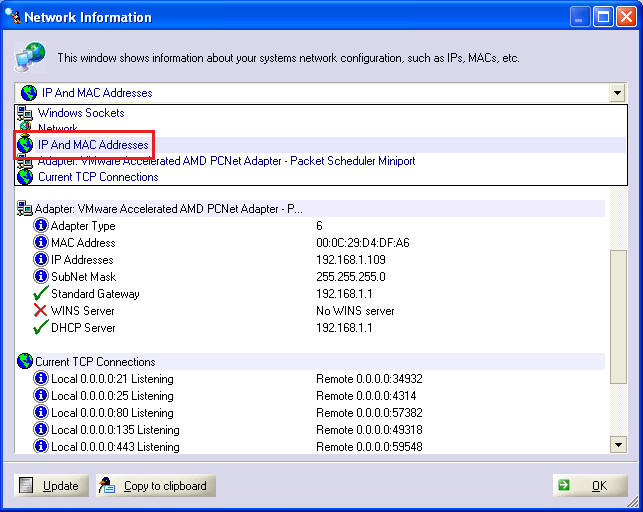 Network Information
This window shows information about your systems network configuration, such as IPs, MACs, etc.
IP And MAC Addresses
Windows Sockets
Network
IP And MAC Addresses
Adapter: VMware Accelerated AMD PCNet Adapter - Packet Scheduler Miniport
Current TCP Connections
Adapter: VMware Accelerated AMD PCNet Adapter - P...
Adapter Type 6
MAC Address 00:0C:29:D4:DF:A6
IP Addresses 192.168.1.109
SubNet Mask 255.255.255.0
Standard Gateway 192.168.1.1
WINS Server No WINS server
DHCP Server 192.168.1.1
Current TCP Connections
Local 0.0.0.0:21 Listening Remote 0.0.0.0:34932
Local 0.0.0.0:25 Listening Remote 0.0.0.0:4314
Local 0.0.0.0:80 Listening Remote 0.0.0.0:57382
Local 0.0.0.0:135 Listening Remote 0.0.0.0:49318
Local 0.0.0.0:443 Listening Remote 0.0.0.0:59548
Update Copy to clipboard OK